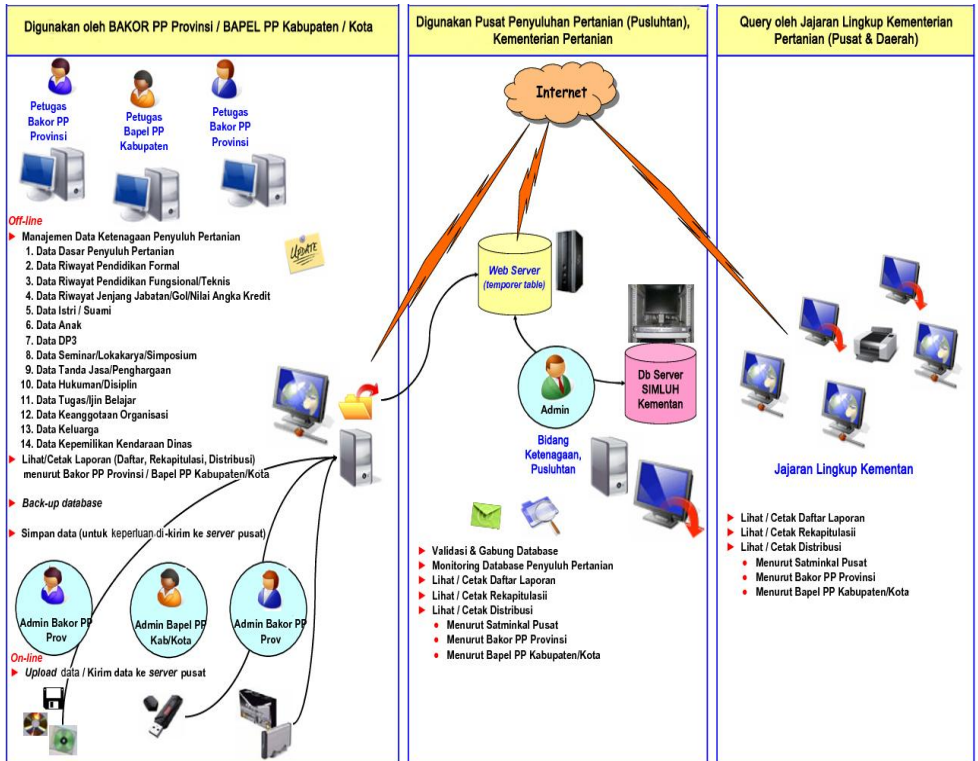 Digunakan oleh BAKOR PP Provinsi / BAPEL PP Kabupaten / Kota
Petugas
Bakor PP
Provinsi
Petugas
Bapel PP
Kabupaten
Petugas
Bakor PP
Provinsi
Off-line
Manajemen Data Ketenagaan Penyuluh Pertanian
1. Data Dasar Penyuluh Pertanian
2. Data Riwayat Pendidikan Formal
3. Data Riwayat Pendidikan Fungsional/Teknis
4. Data Riwayat Jenjang Jabatan/Gol/Nilai Angka Kredit
5. Data Istri / Suami
6. Data Anak
7. Data DP3
8. Data Seminar/Lokakarya/Simposium
9. Data Tanda Jasa/Penghargaan
10. Data Hukuman/Disiplin
11. Data Tugas/Ijin Belajar
12. Data Keanggotaan Organisasi
13. Data Keluarga
14. Data Kepemilikan Kendaraan Dinas
Lihat/Cetak Laporan (Daftar, Rekapitulasi, Distribusi)
menurut Bakor PP Provinsi / Bapel PP Kabupaten/Kota
Back-up database
Simpan data (untuk keperluan di-kirim ke server pusat)
UPDATE
Admin Bakor PP
Prov
Admin Bapel PP
Kab/Kota
Admin Bakor PP
Prov
On-line
Upload data / Kirim data ke server pusat
Digunakan Pusat Penyuluhan Pertanian (Pusluhtan),
Kementerian Pertanian
Internet
Web Server
(temporer table)
Admin
Db Server
SIMLUH
Kementan
Bidang
Ketenagaan,
Pusluhtan
Validasi & Gabung Database
Monitoring Database Penyuluh Pertanian
Lihat / Cetak Daftar Laporan
Lihat / Cetak Rekapitulasii
Lihat / Cetak Distribusi
Menurut Satminkal Pusat
Menurut Bakor PP Provinsi
Menurut Bapel PP Kabupaten/Kota
Query oleh Jajaran Lingkup Kementerian
Pertanian (Pusat & Daerah)
Jajaran Lingkup Kementan
Lihat / Cetak Daftar Laporan
Lihat / Cetak Rekapitulasii
Lihat / Cetak Distribusi
Menurut Satminkal Pusat
Menurut Bakor PP Provinsi
Menurut Bapel PP Kabupaten/Kota